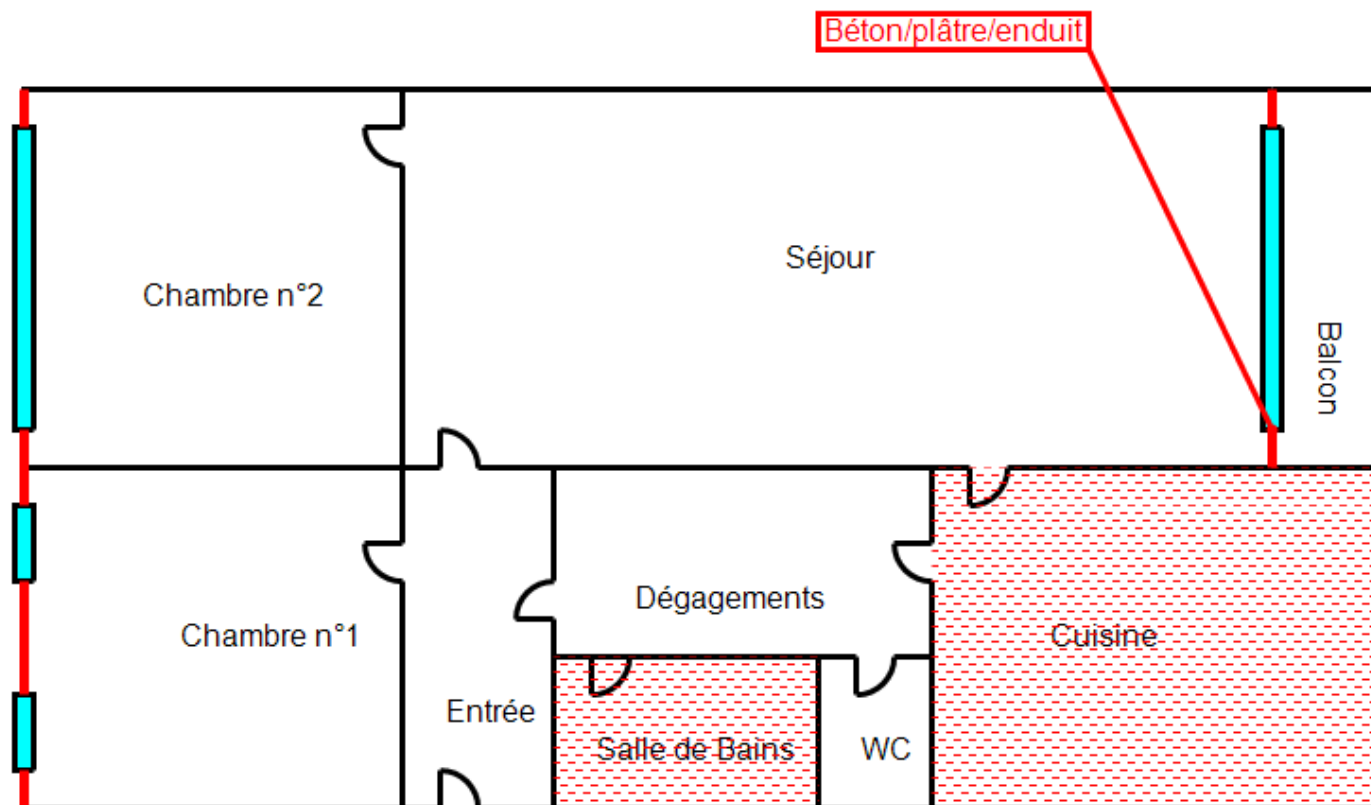 Béton/plâtre/enduit
Séjour
Chambre n°2
Balcon
Dégagements
Chambre n°1
Cuisine
Entrée
Salle de Bains
WC